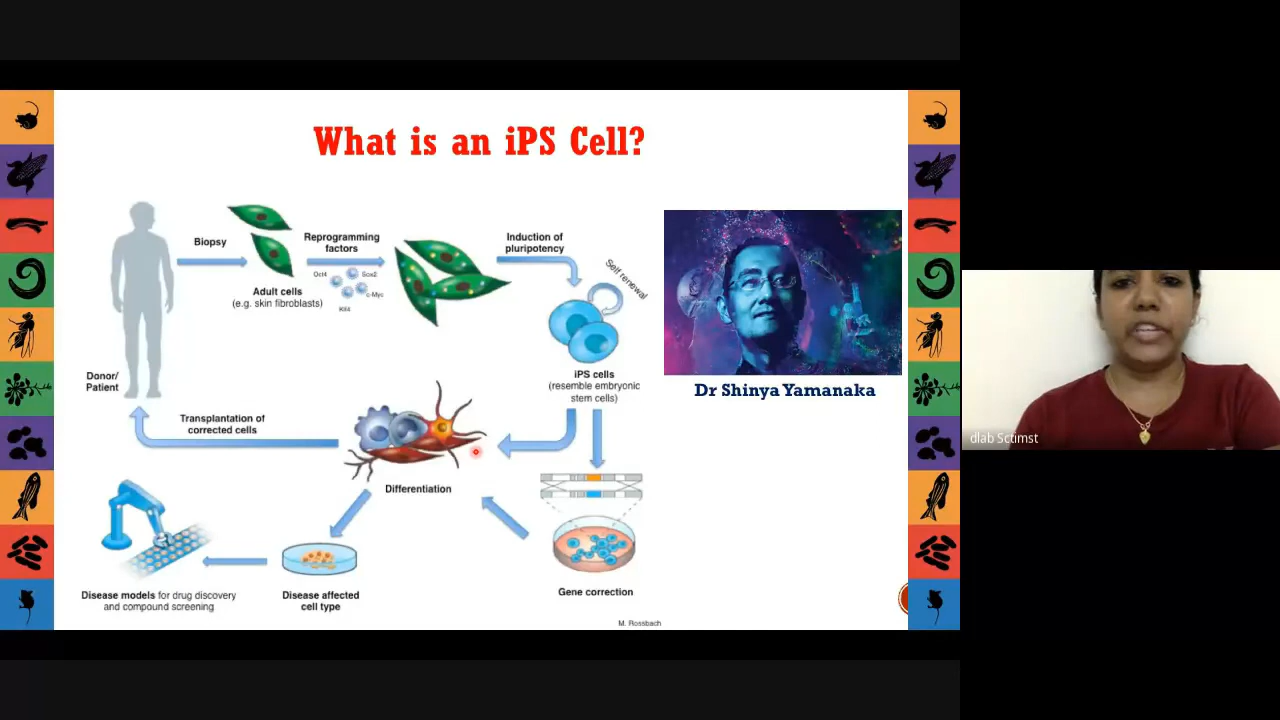 What is an iPS Cell?
Biopsy
Adult cells
(e.g. skin fibroblasts)
Reprogramming
factors
Oct4
Sox2
c-Myc
Klf4
Induction of
pluripotency
Self renewal
iPS cells
(resemble embryonic
stem cells)
Dr Shinya Yamanaka
Donor/
Patient
Transplantation of
corrected cells
Differentiation
Gene correction
Disease affected
cell type
Disease models for drug discovery
and compound screening
M. Rossbach
dlab Sctimst